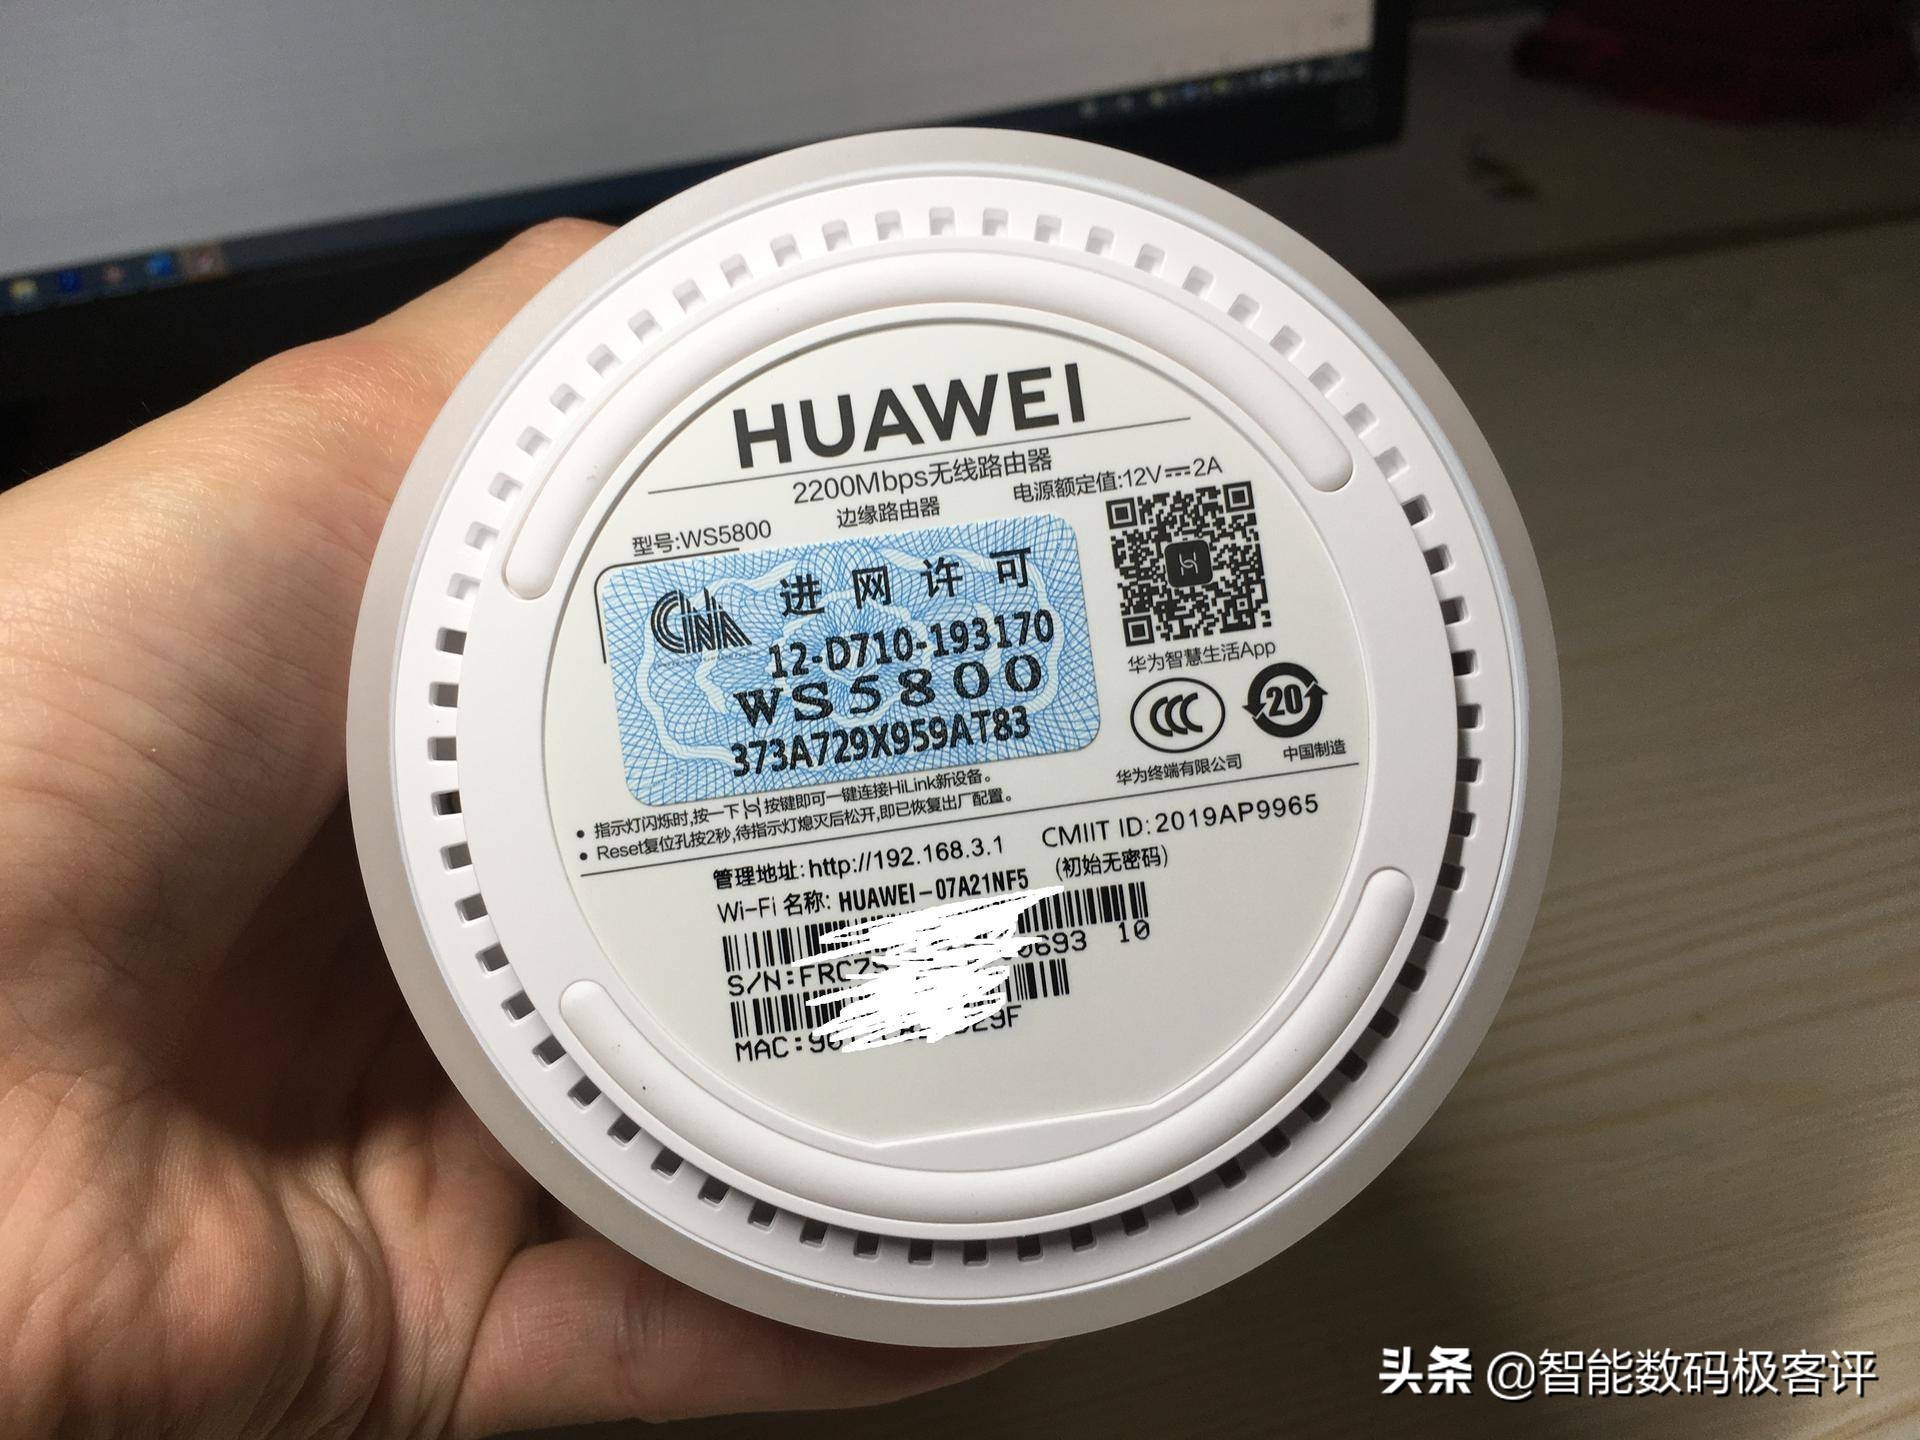 HUAWEI
2200Mbps无线路由器
型号:WS5800
边缘路由器
电源额定值:12V⎓2A
CNA 进网许可
12-D710-193170
WS5800
373A729X959AT83
华为智慧生活App
CCC
20
华为终端有限公司
中国制造
• 指示灯闪烁时,按一下按键即可一键连接HiLink新设备。
• Reset复位孔按2秒,待指示灯熄灭后松开,即已恢复出厂配置。
管理地址:http://192.168.3.1
CMIIT ID:2019AP9965
Wi-Fi 名称: HUAWEI-07A21NF5
(初始无密码)
S/N:FRC7S
0693 10
MAC:90
29F
头条 @智能数码极客评